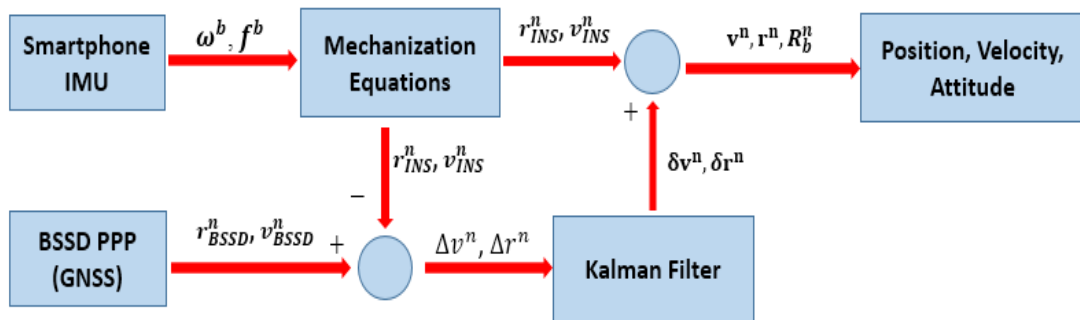 Smartphone
IMU
ω^b, f^b
Mechanization
Equations
r^n_INS, v^n_INS
+
v^n, r^n, R^n_b
Position, Velocity,
Attitude
r^n_INS, v^n_INS
−
δv^n, δr^n
BSSD PPP
(GNSS)
r^n_BSSD, v^n_BSSD
+
Δv^n, Δr^n
Kalman Filter